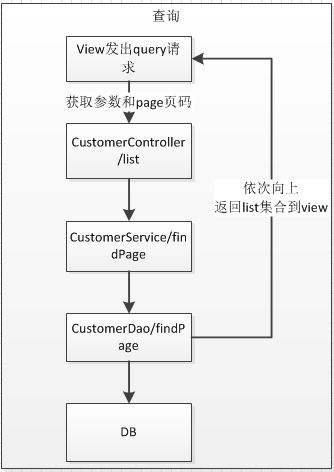 查询
View发出query请
求
获取参数和page页码
CustomerController
/list
依次向上
返回list集合到view
CustomerService/fin
dPage
CustomerDao/findP
age
DB